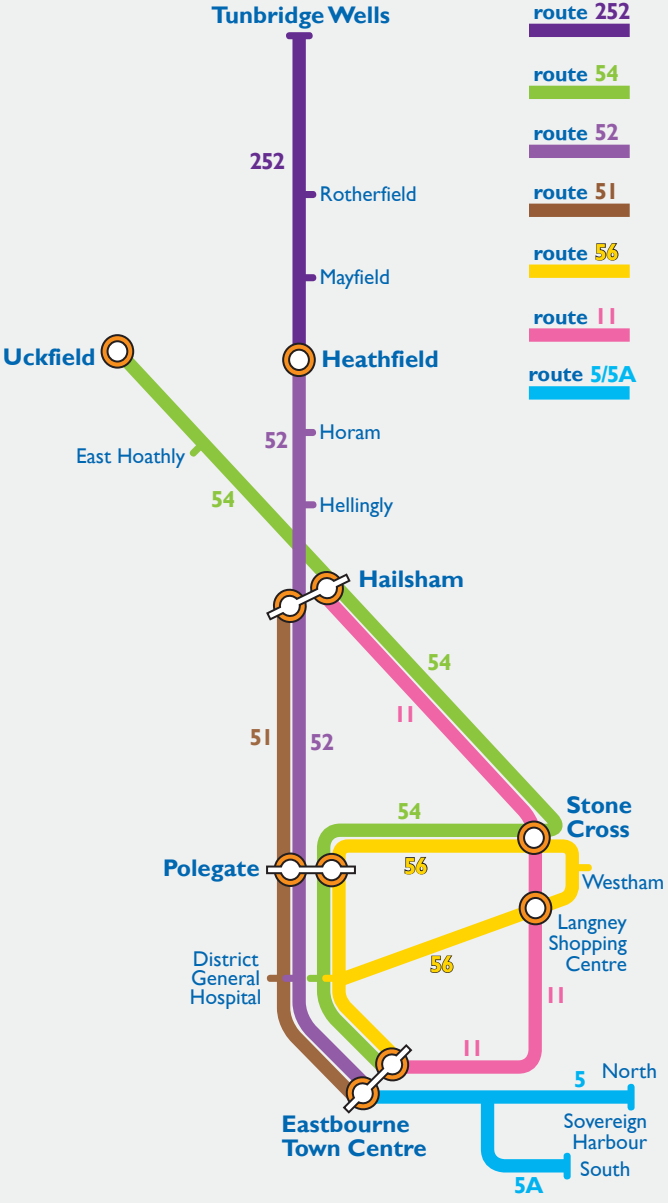 Tunbridge Wells
route 252
route 54
route 52
route 51
route 56
route 11
route 5/5A
252
Rotherfield
Mayfield
Uckfield
Heathfield
52
Horam
East Hoathly
54
Hellingly
Hailsham
54
11
51
52
54
Stone
Cross
Polegate
56
Westham
Langney
Shopping
Centre
District
General
Hospital
56
11
11
5
North
Eastbourne
Town Centre
Sovereign
Harbour
South
5A